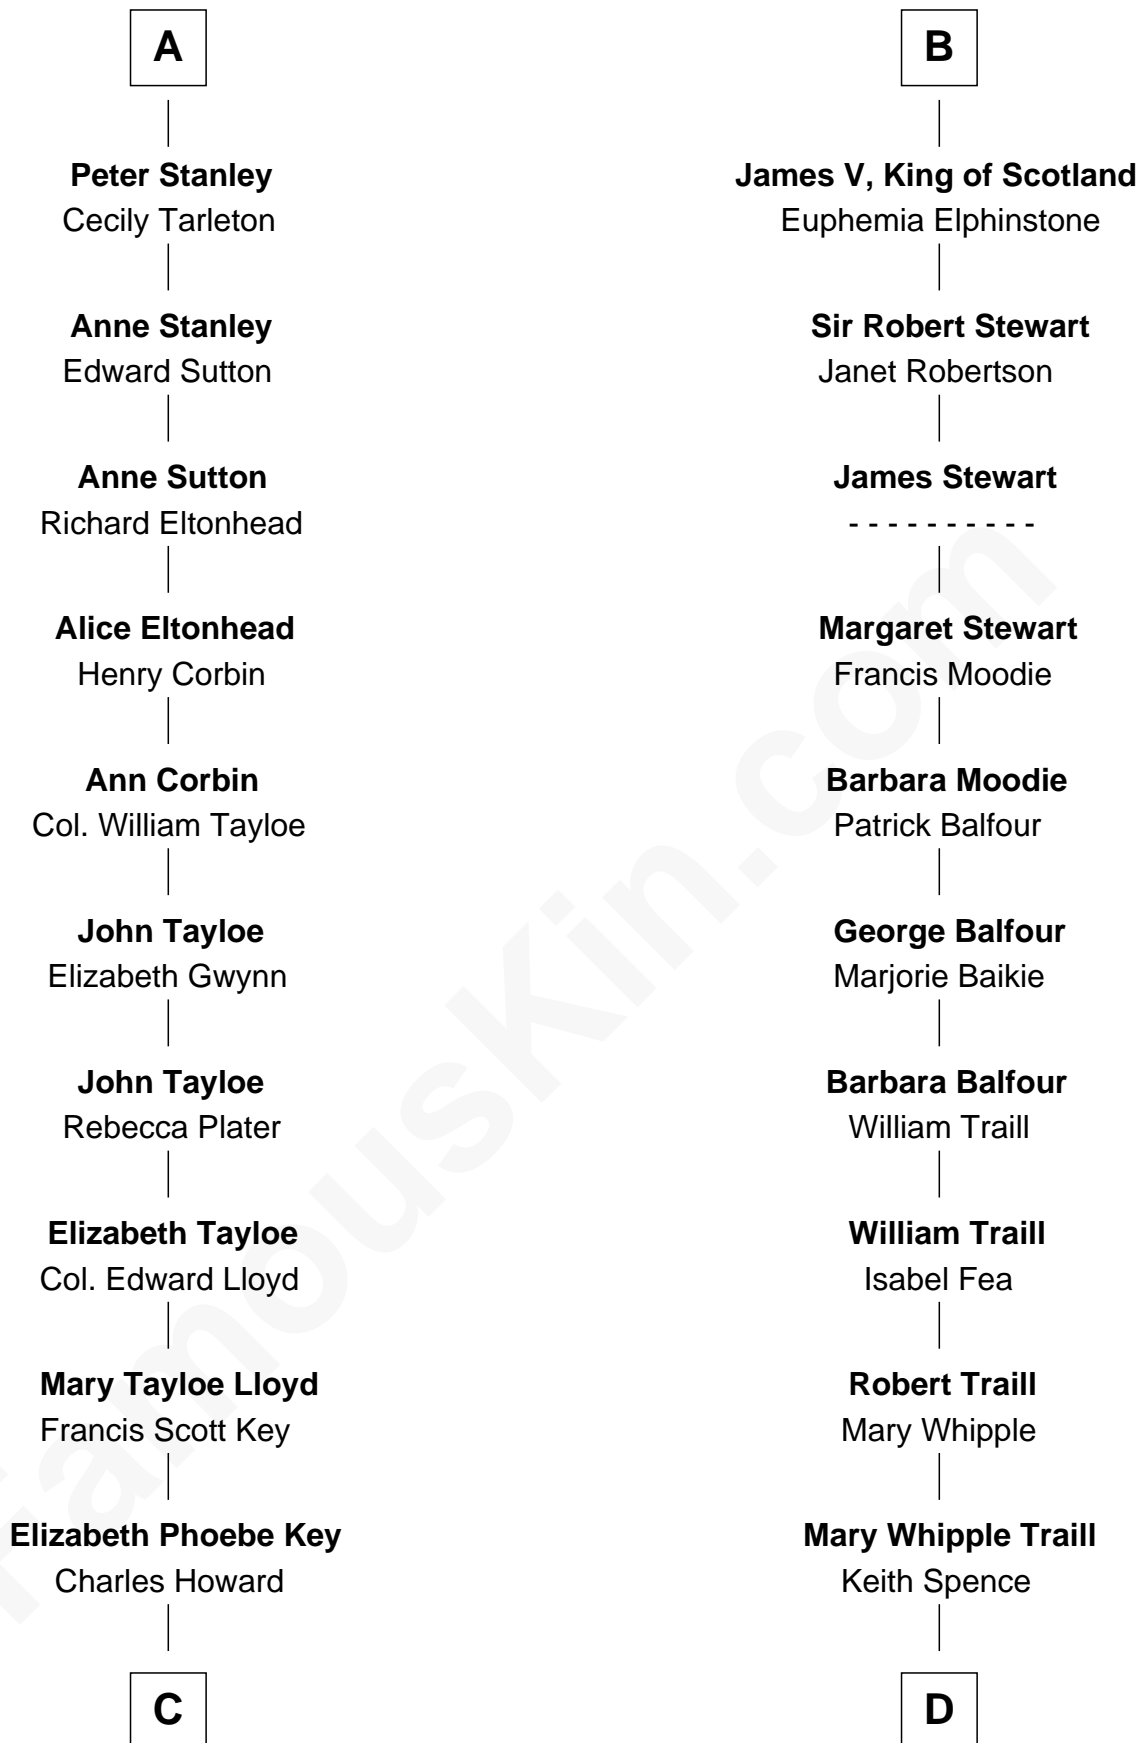 A
Peter Stanley
Cecily Tarleton
Anne Stanley
Edward Sutton
Anne Sutton
Richard Eltonhead
Alice Eltonhead
Henry Corbin
Ann Corbin
Col. William Tayloe
John Tayloe
Elizabeth Gwynn
John Tayloe
Rebecca Plater
Elizabeth Tayloe
Col. Edward Lloyd
Mary Tayloe Lloyd
Francis Scott Key
Elizabeth Phoebe Key
Charles Howard
C
B
James V, King of Scotland
Euphemia Elphinstone
Sir Robert Stewart
Janet Robertson
James Stewart
- - - - - - - - - -
Margaret Stewart
Francis Moodie
Barbara Moodie
Patrick Balfour
George Balfour
Marjorie Baikie
Barbara Balfour
William Traill
William Traill
Isabel Fea
Robert Traill
Mary Whipple
Mary Whipple Traill
Keith Spence
D
FamousKin.com